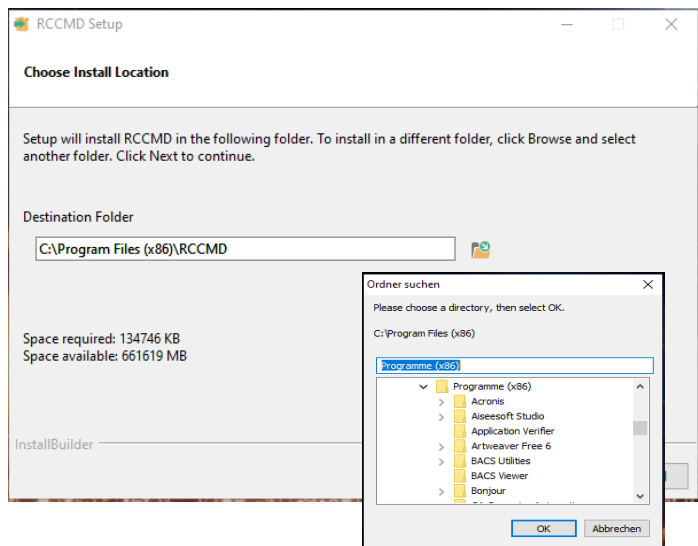 RCCMD Setup
Choose Install Location
Setup will install RCCMD in the following folder. To install in a different folder, click Browse and select
another folder. Click Next to continue.
Destination Folder
C:\Program Files (x86)\RCCMD
Space required: 134746 KB
Space available: 661619 MB
InstallBuilder
Ordner suchen
Please choose a directory, then select OK.
C:\Program Files (x86)
Programme (x86)
Programme (x86)
Acronis
Aiseesoft Studio
Application Verifier
Artweaver Free 6
BACS Utilities
BACS Viewer
Bonjour
OK
Abbrechen